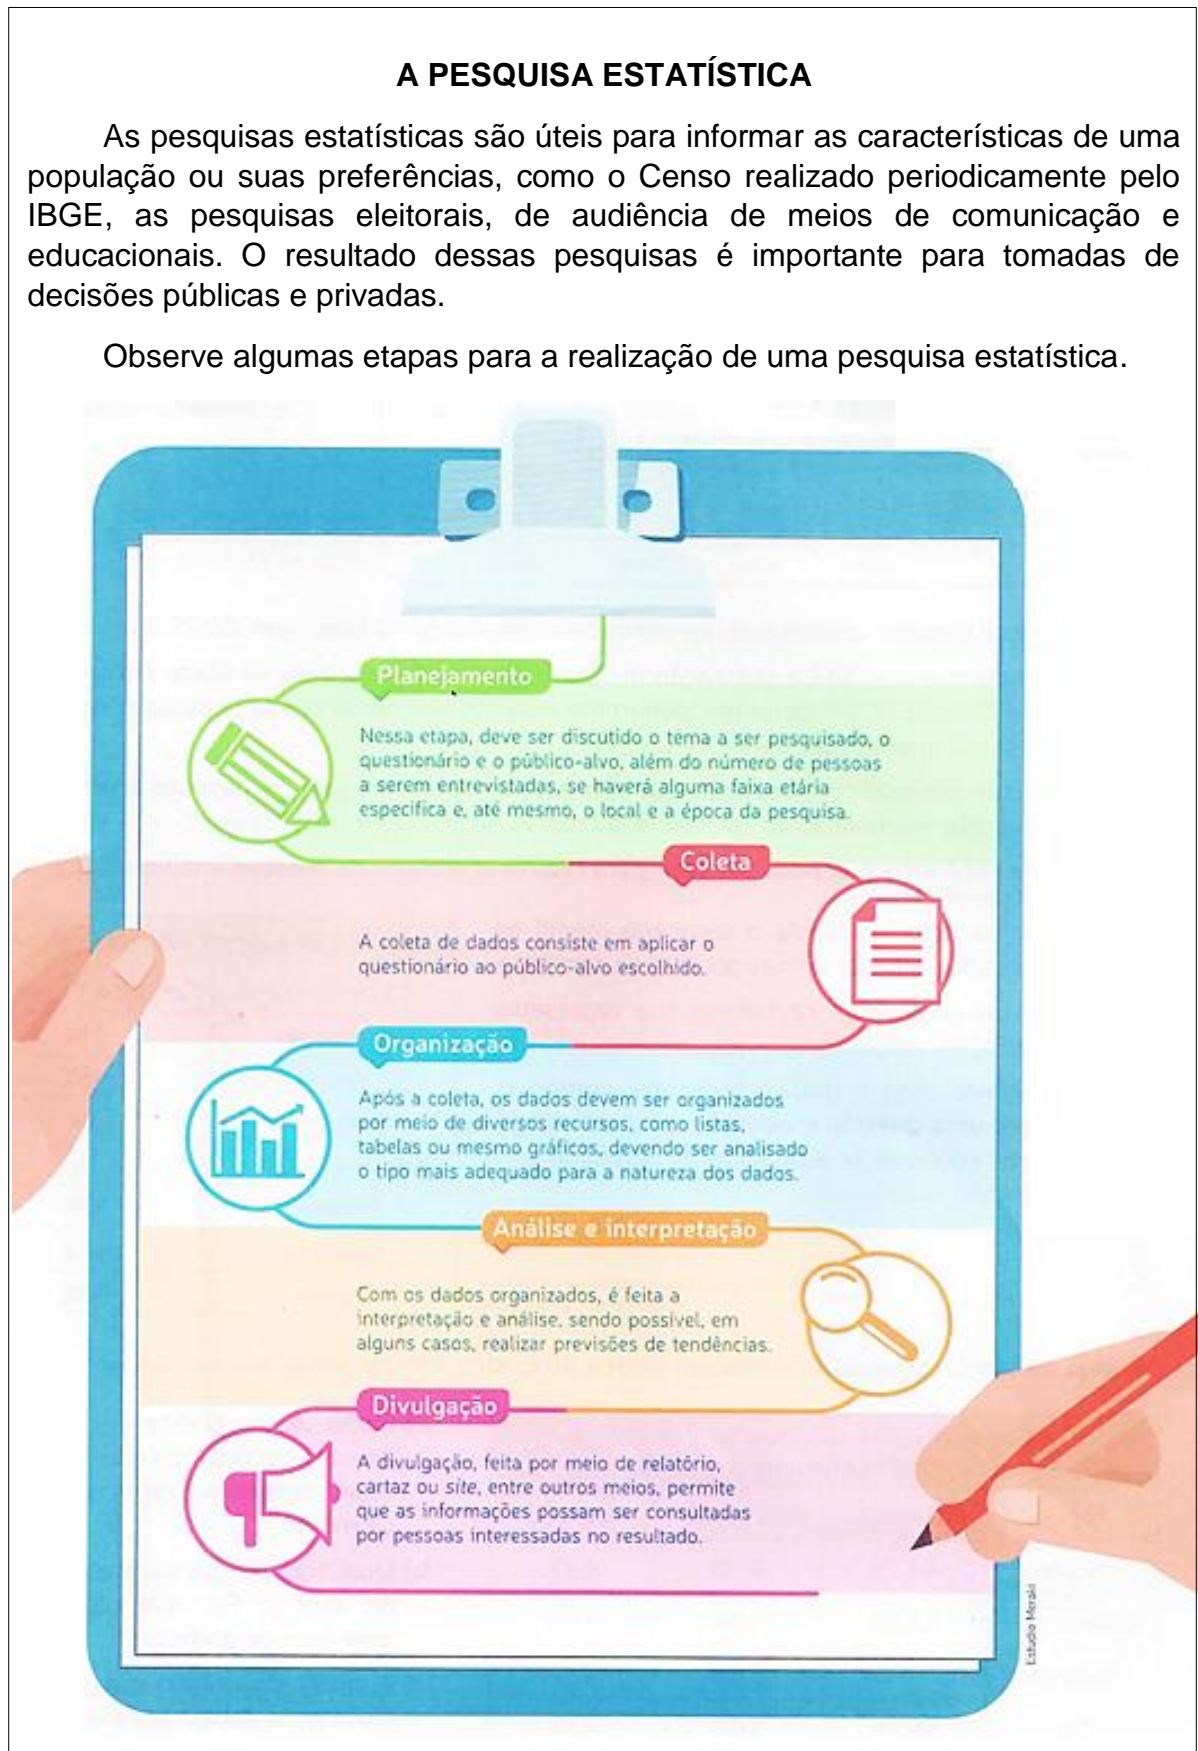 A PESQUISA ESTATÍSTICA
As pesquisas estatísticas são úteis para informar as características de uma
população ou suas preferências, como o Censo realizado periodicamente pelo
IBGE, as pesquisas eleitorais, de audiência de meios de comunicação e
educacionais. O resultado dessas pesquisas é importante para tomadas de
decisões públicas e privadas.
Observe algumas etapas para a realização de uma pesquisa estatística.
Planejamento
Nessa etapa, deve ser discutido o tema a ser pesquisado, o
questionário e o público-alvo, além do número de pessoas
a serem entrevistadas, se haverá alguma faixa etária
específica e, até mesmo, o local e a época da pesquisa.
Coleta
A coleta de dados consiste em aplicar o
questionário ao público-alvo escolhido.
Organização
Após a coleta, os dados devem ser organizados
por meio de diversos recursos, como listas,
tabelas ou mesmo gráficos, devendo ser analisado
o tipo mais adequado para a natureza dos dados.
Análise e interpretação
Com os dados organizados, é feita a
interpretação e análise, sendo possível, em
alguns casos, realizar previsões de tendências.
Divulgação
A divulgação, feita por meio de relatório,
cartaz ou site, entre outros meios, permite
que as informações possam ser consultadas
por pessoas interessadas no resultado.
Estudio Meraki